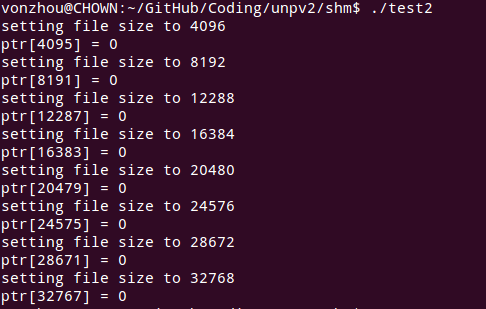 vonzhou@CHOWN:~/GitHub/Coding/unpv2/shm$ ./test2
setting file size to 4096
ptr[4095] = 0
setting file size to 8192
ptr[8191] = 0
setting file size to 12288
ptr[12287] = 0
setting file size to 16384
ptr[16383] = 0
setting file size to 20480
ptr[20479] = 0
setting file size to 24576
ptr[24575] = 0
setting file size to 28672
ptr[28671] = 0
setting file size to 32768
ptr[32767] = 0